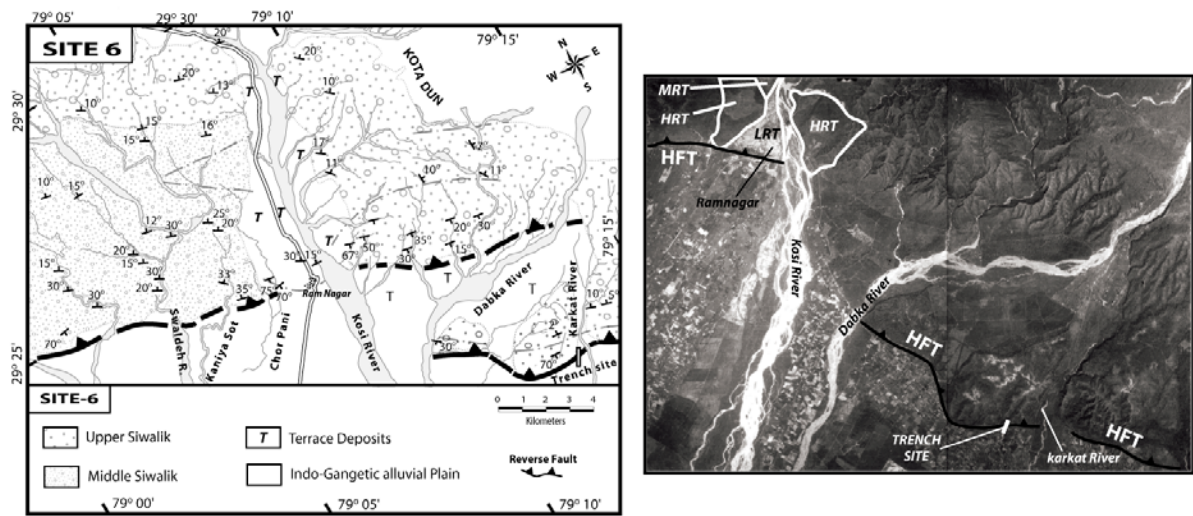 79° 05'
29° 30'
79° 10'
79° 15'
SITE 6
KOTA DUN
N
E
W
S
20°
20°
20°
13°
T
T
10°
29° 30'
10°
15°
15°
16°
17°
T
11°
12°
11°
10°
10°
15°
T
T
25°
20°
12°
30°
20°
30°
20°
15°
T
67°
50°
35°
30°
15°
79° 15'
20°
15°
15°
30°
20°
33°
35°
75°
70°
30°
15°
Ram Nagar
T
T
T
30°
30°
Swaldeh R.
Kaniya Sot
Chor Pani
Kosi River
Dabka River
Karkat River
10°
5°
2°
30°
70°
70°
Trench site
29° 25'
SITE-6
0 1 2 3 4
Kilometers
Upper Siwalik
T
Terrace Deposits
Middle Siwalik
Indo-Gangetic alluvial Plain
Reverse Fault
79° 00'
79° 05'
79° 10'
MRT
HRT
LRT
HRT
HFT
Ramnagar
Kosi River
Dabka River
HFT
TRENCH
SITE
karkat River
HFT